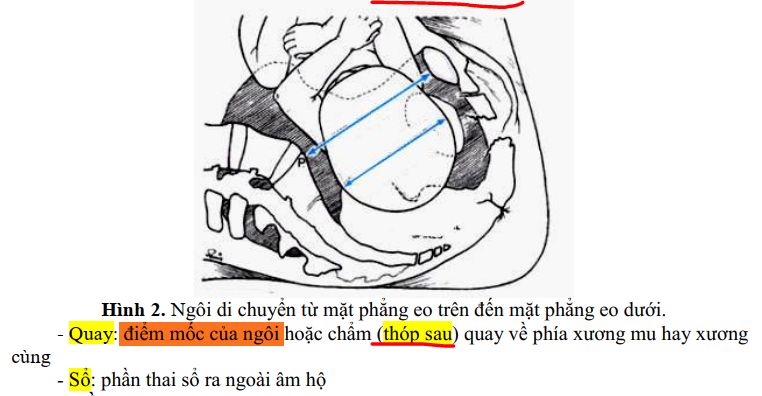 P
Hình 2. Ngôi di chuyển từ mặt phẳng eo trên đến mặt phẳng eo dưới.
- Quay: điểm mốc của ngôi hoặc chẩm (thóp sau) quay về phía xương mu hay xương
cùng
- Sổ: phần thai sổ ra ngoài âm hộ